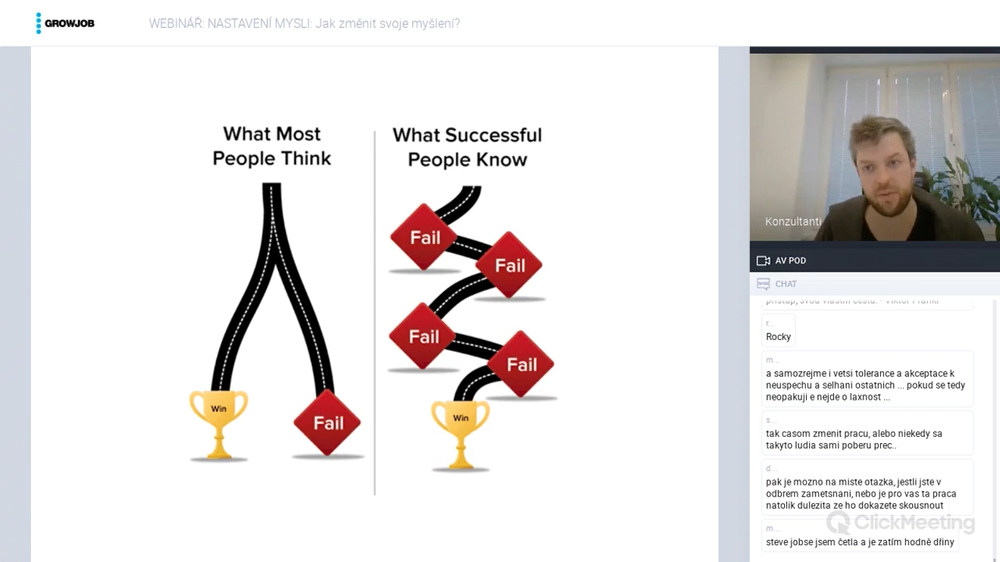 GROWJOB
WEBINÁŘ: NASTAVENÍ MYSLI: Jak změnit svoje myšlení?
What Most
People Think
Win
Fail
What Successful
People Know
Fail
Fail
Fail
Fail
Win
Konzultanti
AV POD
CHAT
přístup, svou vlastní cestu. - Viktor Frankl
r...
Rocky
m...
a samozrejme i vetsi tolerance a akceptace k
neuspechu a selhani ostatnich ... pokud se tedy
neopakuji e nejde o laxnost ...
s...
tak casom zmenit pracu, alebo niekedy sa
takyto ludia sami poberu prec..
d...
pak je mozno na miste otazka, jestli jste v
odbrem zametsnani, nebo je pro vas ta praca
natolik dulezita ze ho dokazete skousnout
m...
steve jobse jsem četla a je zatím hodně dřiny
ClickMeeting